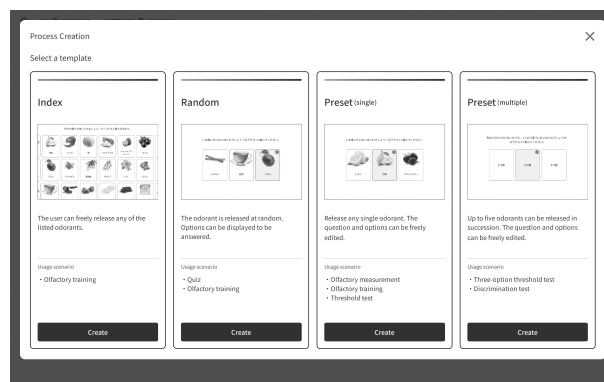 Process Creation
Select a template
Index
The user can freely release any of the
listed odorants.
Usage scenario
・Olfactory training
Create
Random
The odorant is released at random.
Options can be displayed to be
answered.
Usage scenario
・Quiz
・Olfactory training
Create
Preset (single)
Release any single odorant. The
question and options can be freely
edited.
Usage scenario
・Olfactory measurement
・Olfactory training
・Threshold test
Create
Preset (multiple)
Up to five odorants can be released in
succession. The question and options
can be freely edited.
Usage scenario
・Three-option threshold test
・Discrimination test
Create